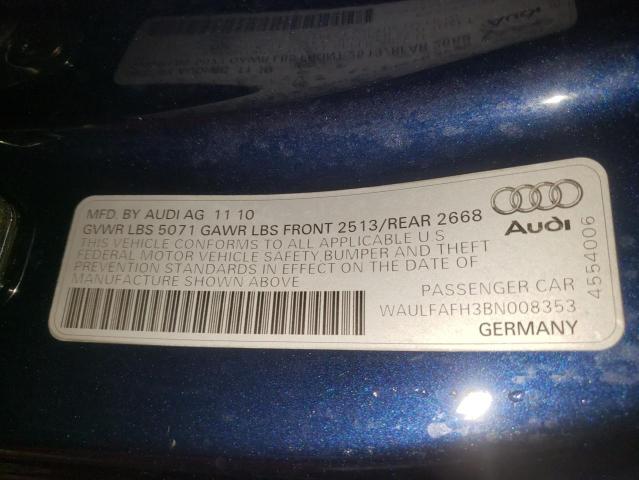 MFD. BY AUDI AG 11 10
GVWR LBS 5071 GAWR LBS FRONT 2513/REAR 2668
THIS VEHICLE CONFORMS TO ALL APPLICABLE U S
FEDERAL MOTOR VEHICLE SAFETY, BUMPER AND THEFT
PREVENTION STANDARDS IN EFFECT ON THE DATE OF
MANUFACTURE SHOWN ABOVE
Audi
PASSENGER CAR
WAULFAFH3BN008353
GERMANY
4554006
Audi